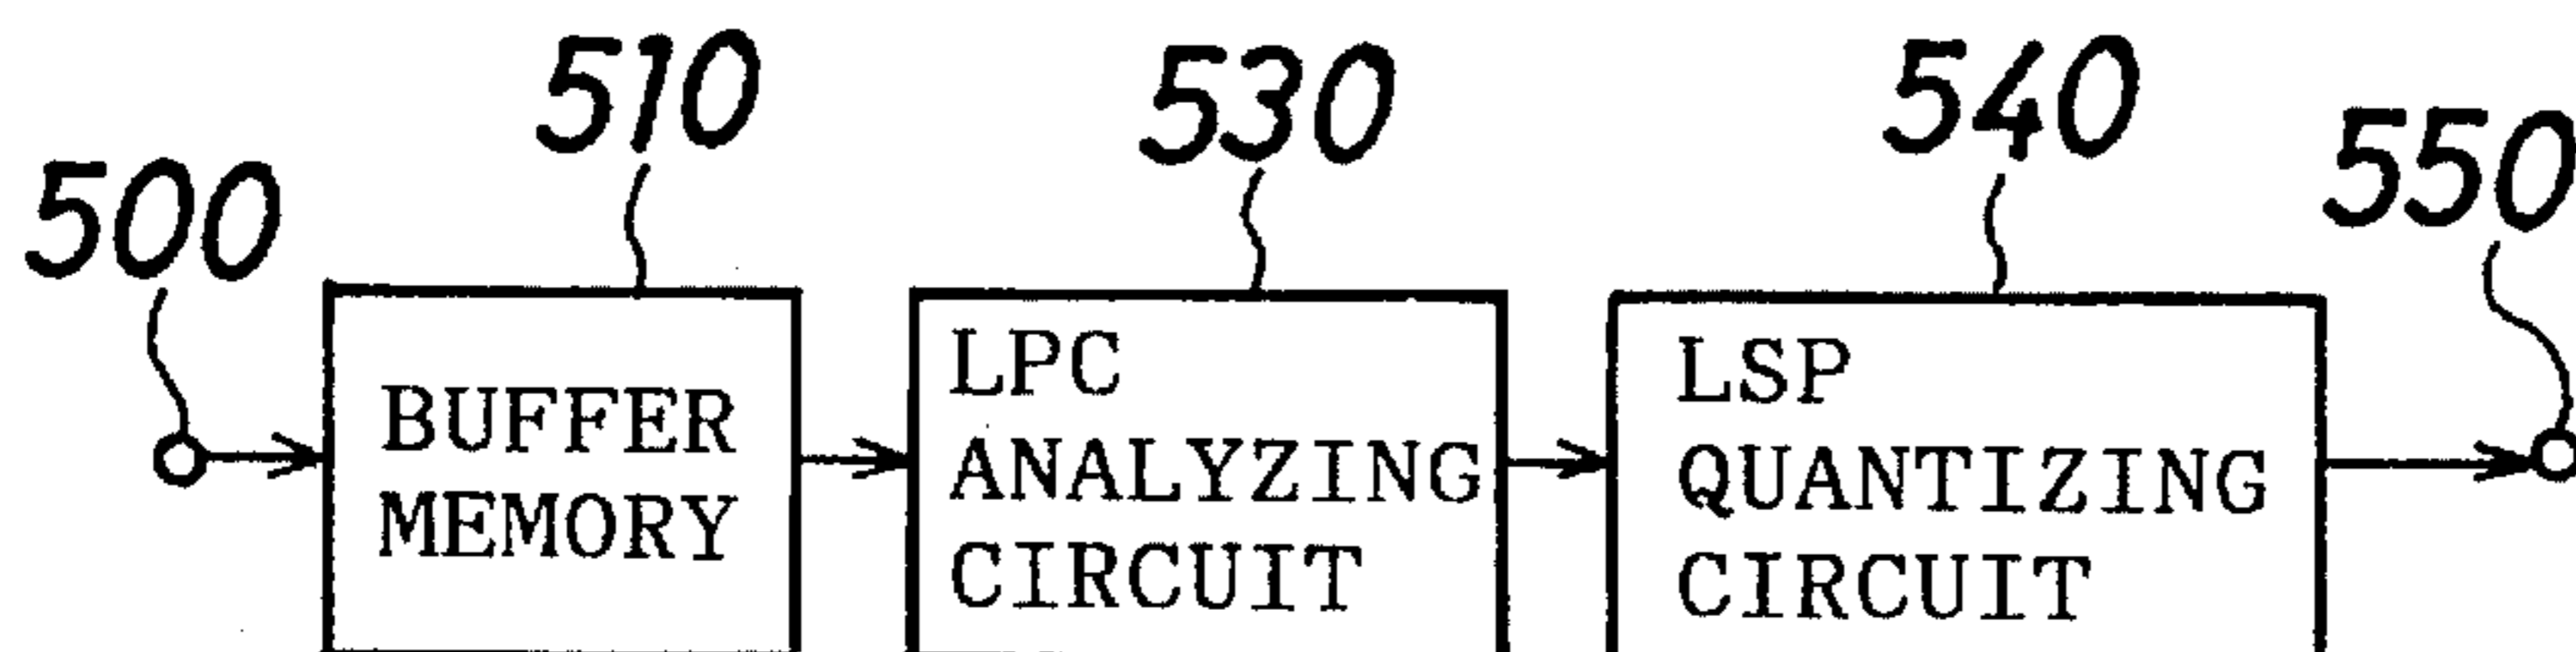 500
510
530
540
550
BUFFER
MEMORY
LPC
ANALYZING
CIRCUIT
LSP
QUANTIZING
CIRCUIT